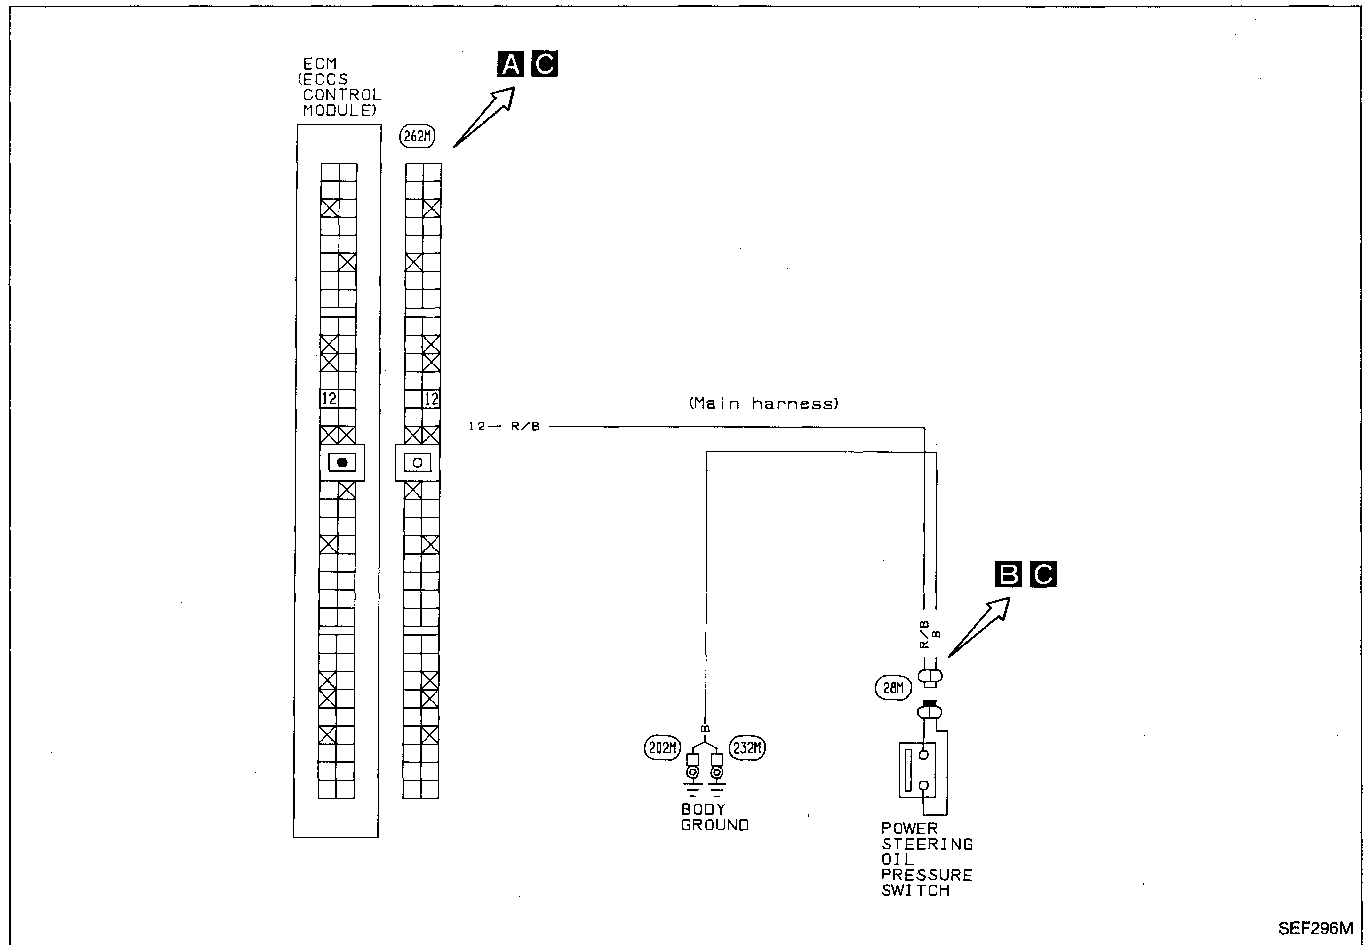 ECM
(ECCS
CONTROL
MODULE)
A C
262M
12
12
(Main harness)
12 — R/B
B C
R/B
B
28M
B
202M
232M
BODY
GROUND
POWER
STEERING
OIL
PRESSURE
SWITCH
SEF296M